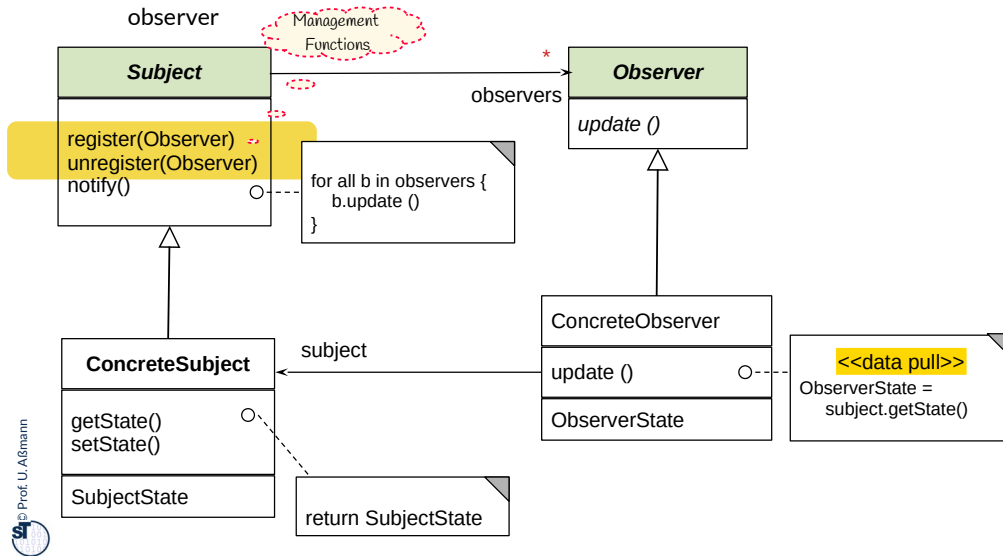 observer
Management
Functions
Subject
register(Observer)
unregister(Observer)
notify()
for all b in observers {
b.update ()
}
*
observers
Observer
update ()
ConcreteSubject
getState()
setState()
SubjectState
return SubjectState
subject
ConcreteObserver
update ()
ObserverState
<<data pull>>
ObserverState =
subject.getState()
© Prof. U. Aßmann
ST